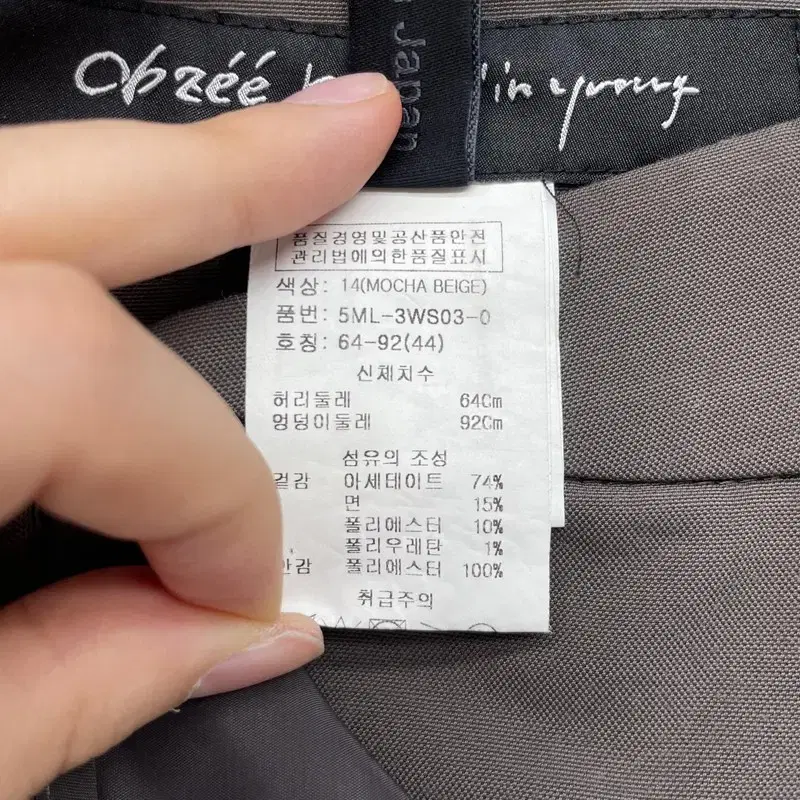 obzéé
Japan
in young
품질경영및공산품안전
관리법에의한품질표시
색상: 14(MOCHA BEIGE)
품번: 5ML-3WS03-0
호칭: 64-92(44)
신체치수
허리둘레 64Cm
엉덩이둘레 92Cm
섬유의 조성
겉감 아세테이트 74%
면 15%
폴리에스터 10%
폴리우레탄 1%
안감 폴리에스터 100%
취급주의